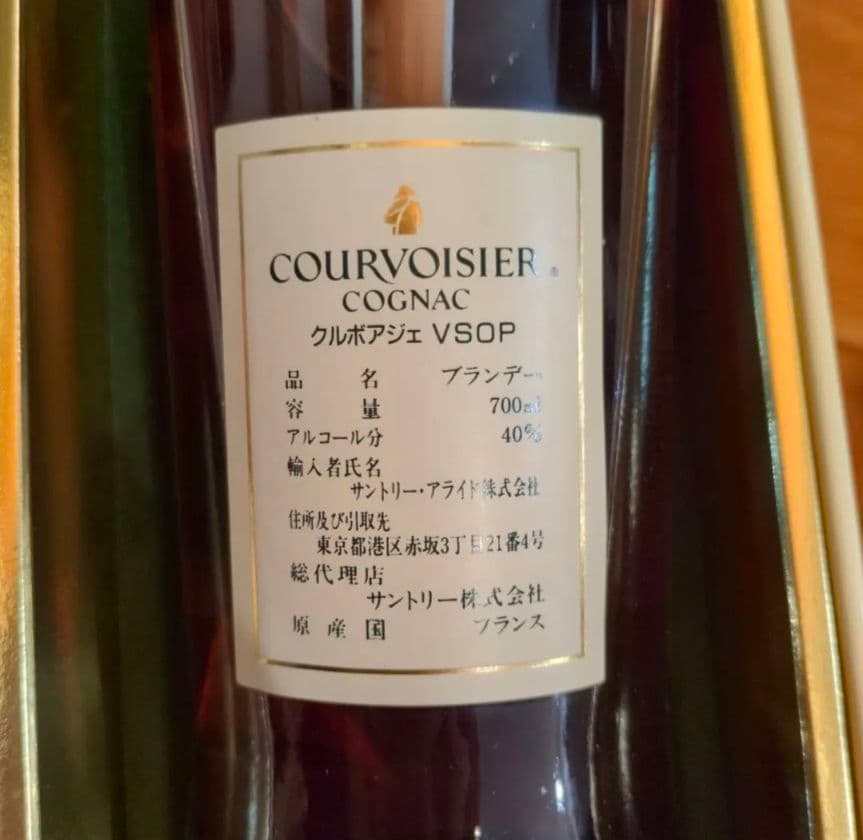 COURVOISIER®
COGNAC
クルボアジェ VSOP
品名 ブランデー
容量 700ml
アルコール分 40%
輸入者氏名
サントリー・アライド株式会社
住所及び引取先
東京都港区赤坂3丁目21番4号
総代理店
サントリー株式会社
原産国 フランス